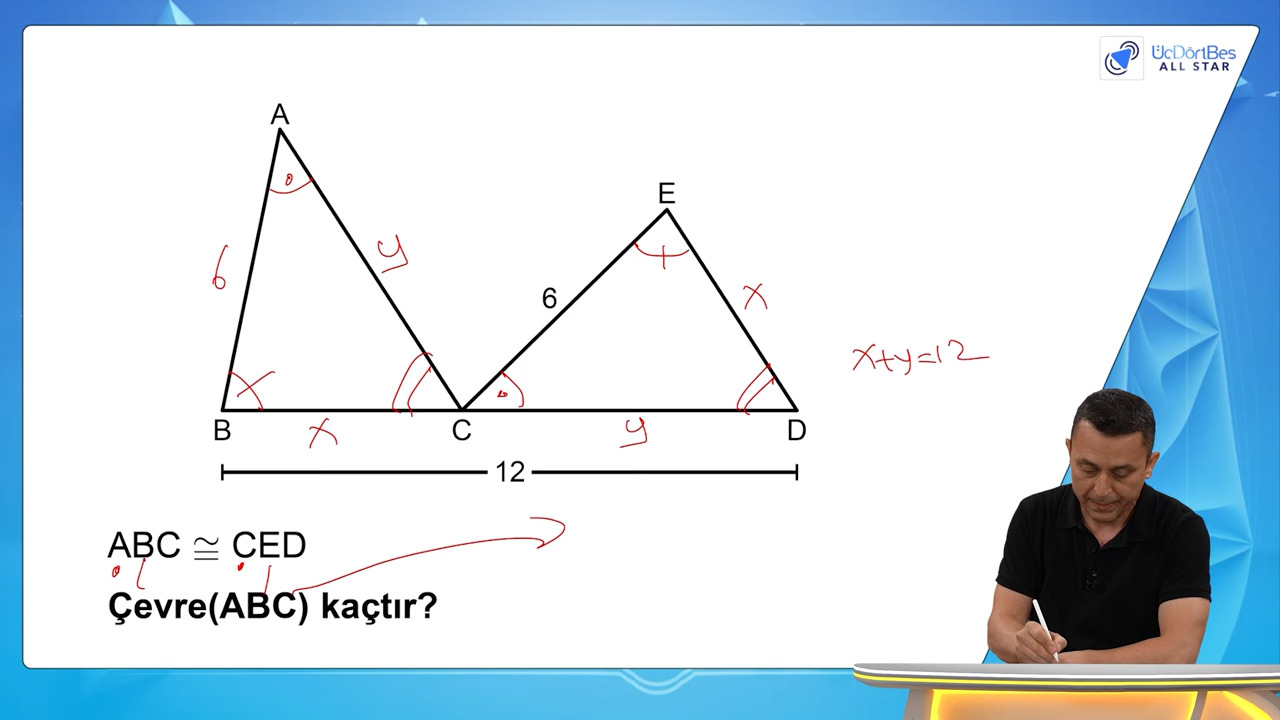 ÜçDörtBeş
ALL STAR
A
E
6
y
6
x
x+y=12
B
x
C
y
D
12
ABC ≅ CED
Çevre(ABC) kaçtır?